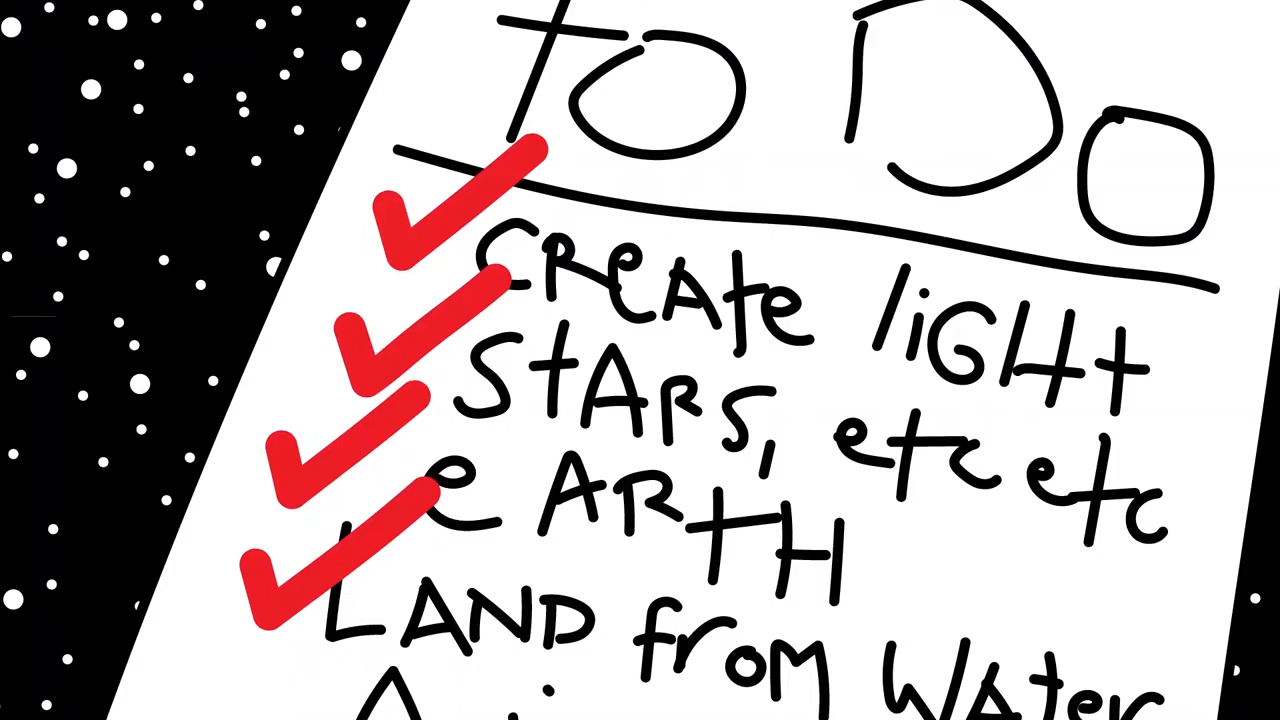 to Do
Create light
Stars, etc etc
earth
Land from Water